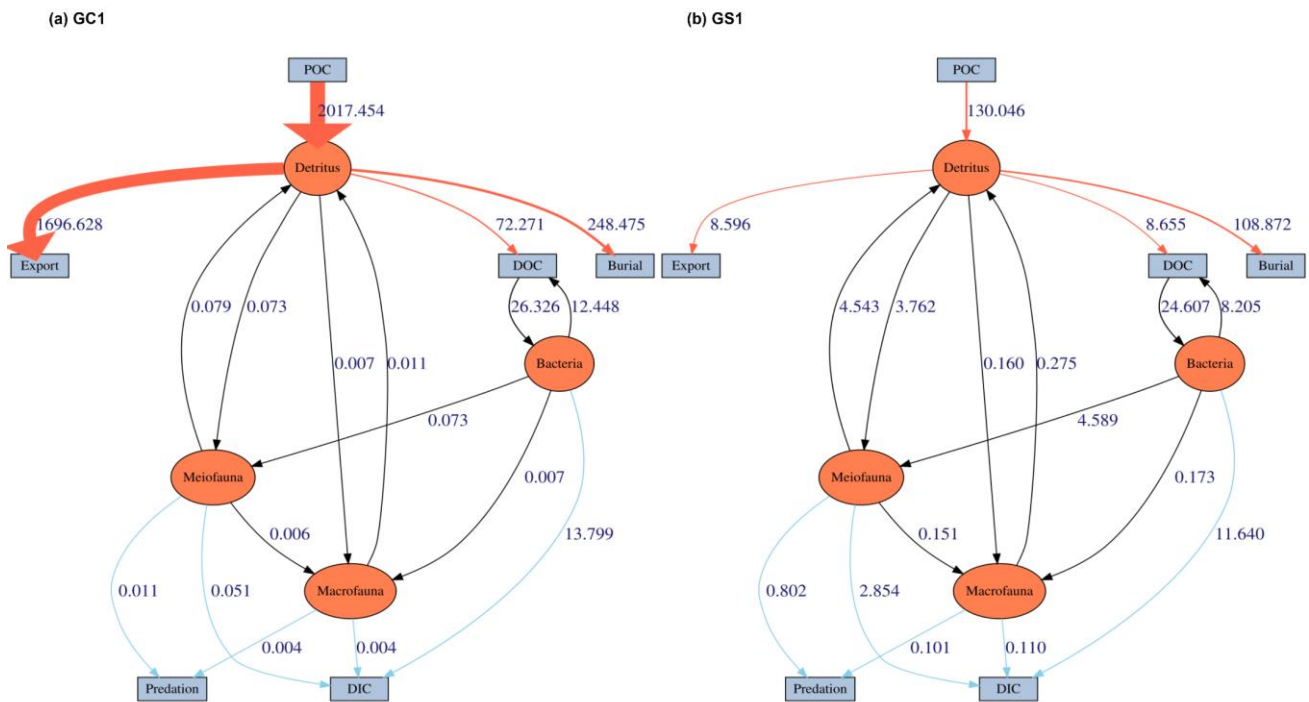 (a) GC1
POC
2017.454
Detritus
1696.628
72.271
248.475
Export
DOC
Burial
0.079
0.073
26.326
12.448
0.007
0.011
Bacteria
0.073
Meiofauna
0.007
0.006
13.799
Macrofauna
0.011
0.051
0.004
0.004
Predation
DIC
(b) GS1
POC
130.046
Detritus
8.596
8.655
108.872
Export
DOC
Burial
4.543
3.762
24.607
8.205
0.160
0.275
Bacteria
4.589
Meiofauna
0.173
0.151
11.640
Macrofauna
0.802
2.854
0.101
0.110
Predation
DIC